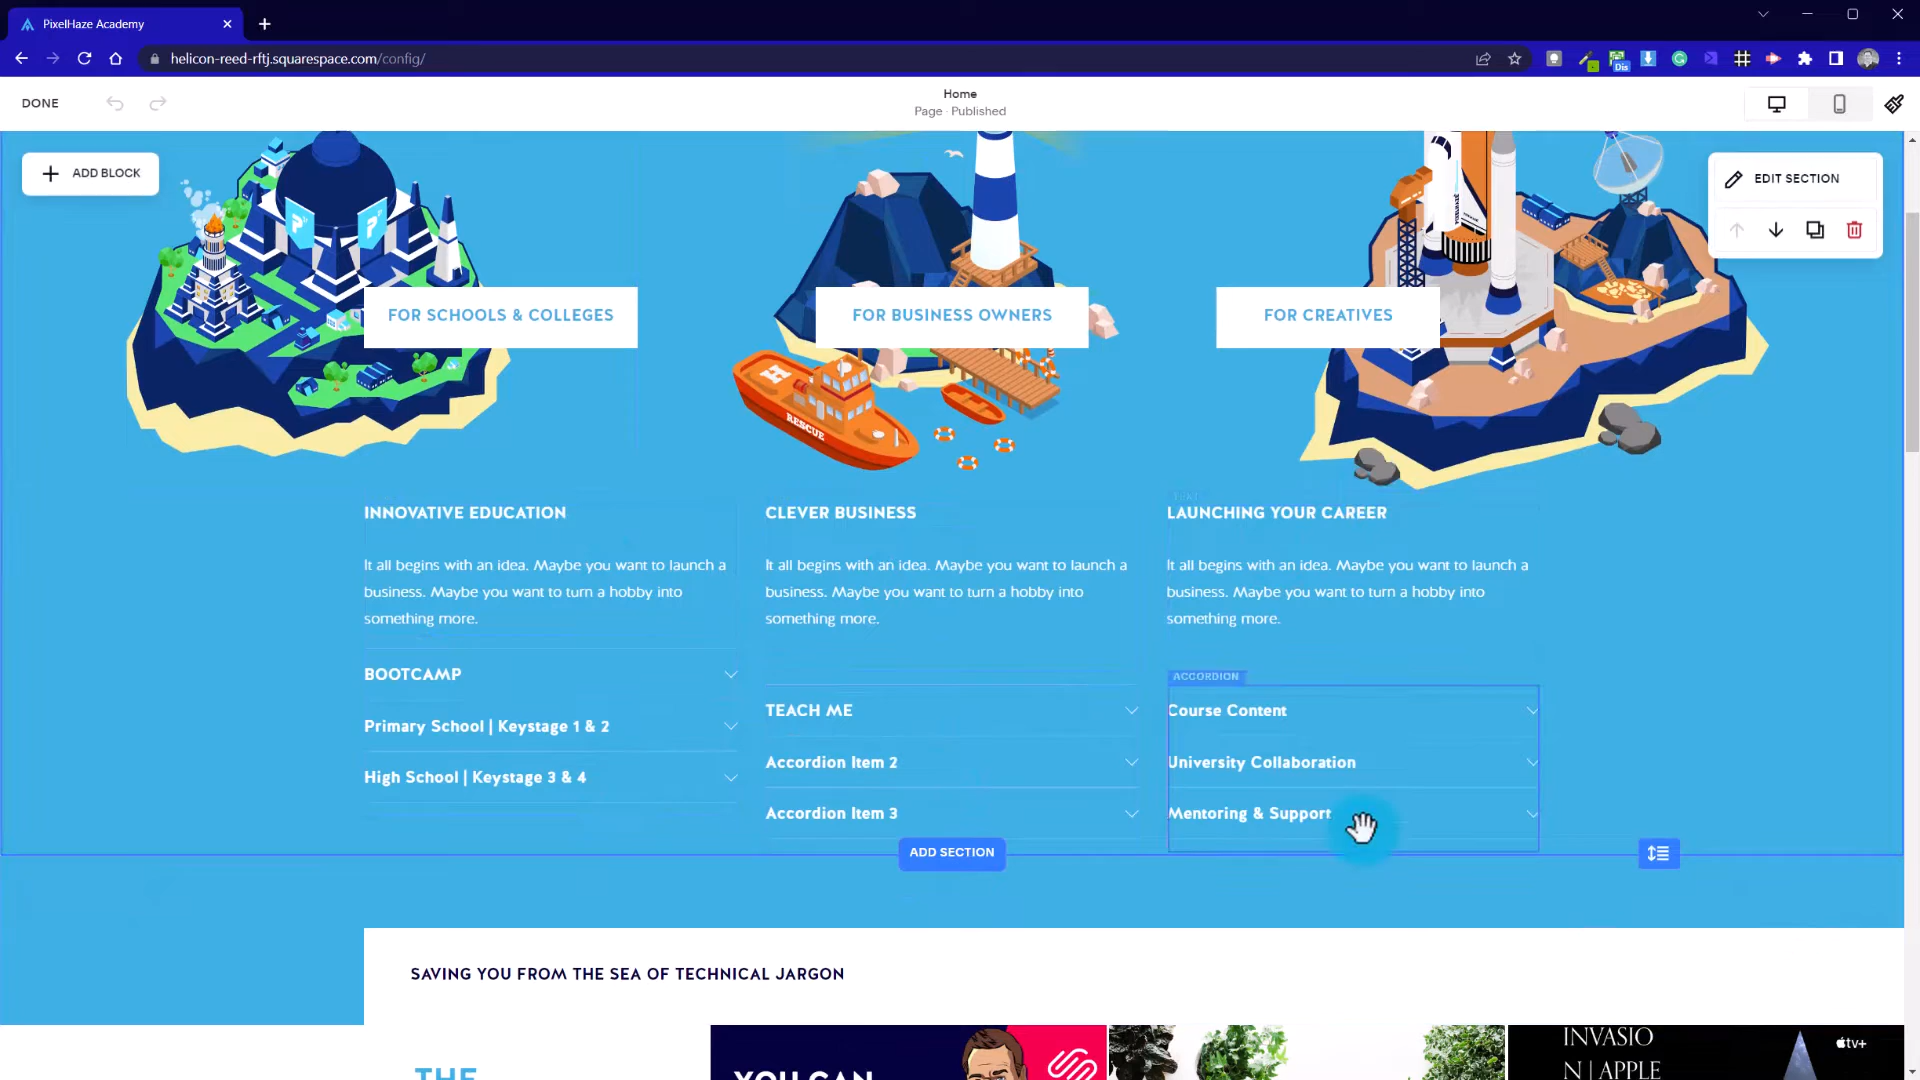 PixelHaze Academy
helicon-reed-rftj.squarespace.com/config/
Dis
DONE
Home
Page · Published
ADD BLOCK
EDIT SECTION
FOR SCHOOLS & COLLEGES
FOR BUSINESS OWNERS
FOR CREATIVES
H
RESCUE
INNOVATIVE EDUCATION
It all begins with an idea. Maybe you want to launch a
business. Maybe you want to turn a hobby into
something more.
BOOTCAMP
Primary School | Keystage 1 & 2
High School | Keystage 3 & 4
CLEVER BUSINESS
It all begins with an idea. Maybe you want to launch a
business. Maybe you want to turn a hobby into
something more.
TEACH ME
Accordion Item 2
Accordion Item 3
TEXT
LAUNCHING YOUR CAREER
It all begins with an idea. Maybe you want to launch a
business. Maybe you want to turn a hobby into
something more.
ACCORDION
Course Content
University Collaboration
Mentoring & Support
ADD SECTION
SAVING YOU FROM THE SEA OF TECHNICAL JARGON
THE
YOU CAN
INVASIO
N | APPLE
tv+